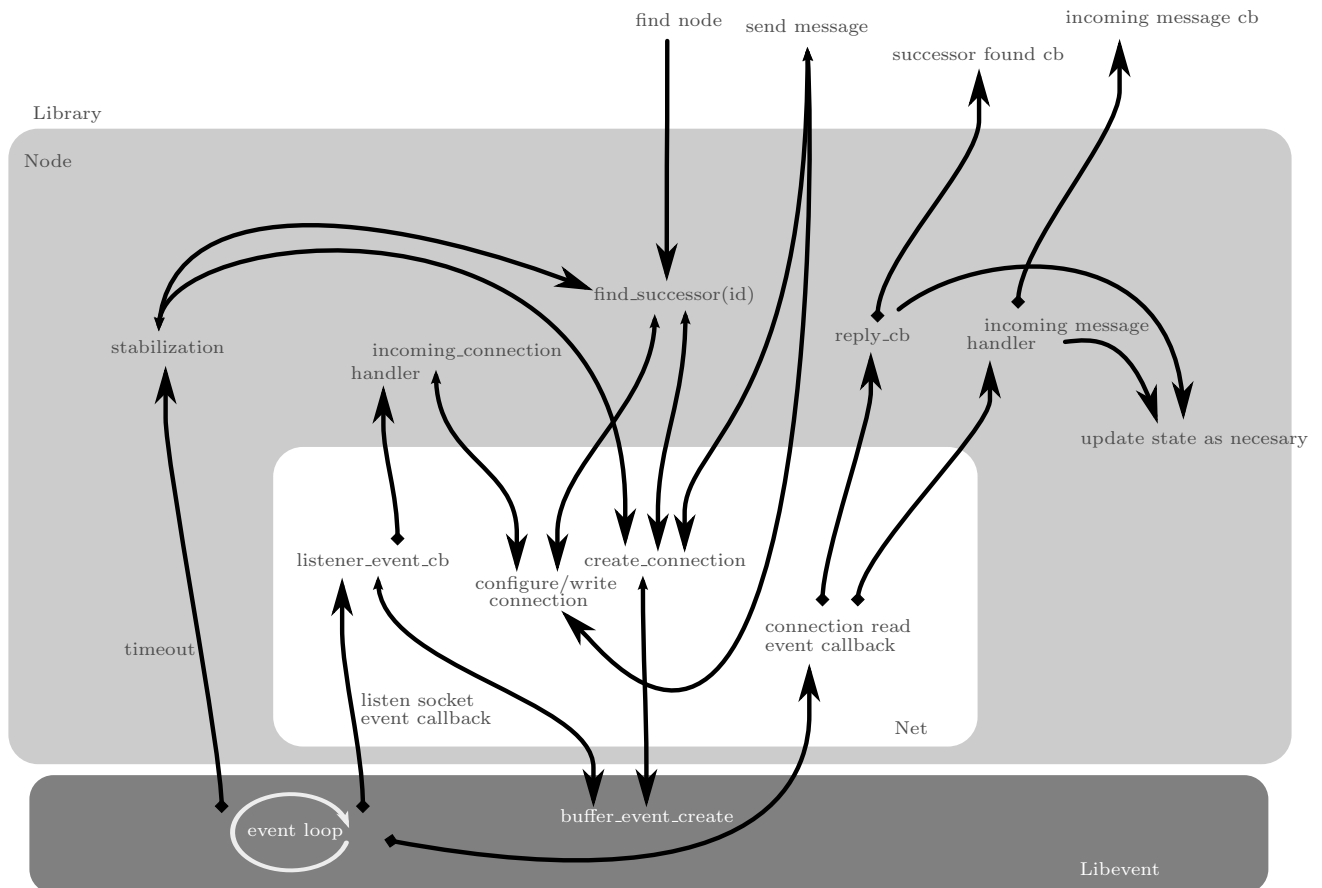 find node
send message
incoming message cb
successor found cb
Library
Node
find_successor(id)
stabilization
incoming_connection
handler
reply_cb
incoming message
handler
update state as necesary
listener_event_cb
create_connection
configure/write
connection
connection read
event callback
timeout
listen socket
event callback
Net
buffer_event_create
event loop
Libevent